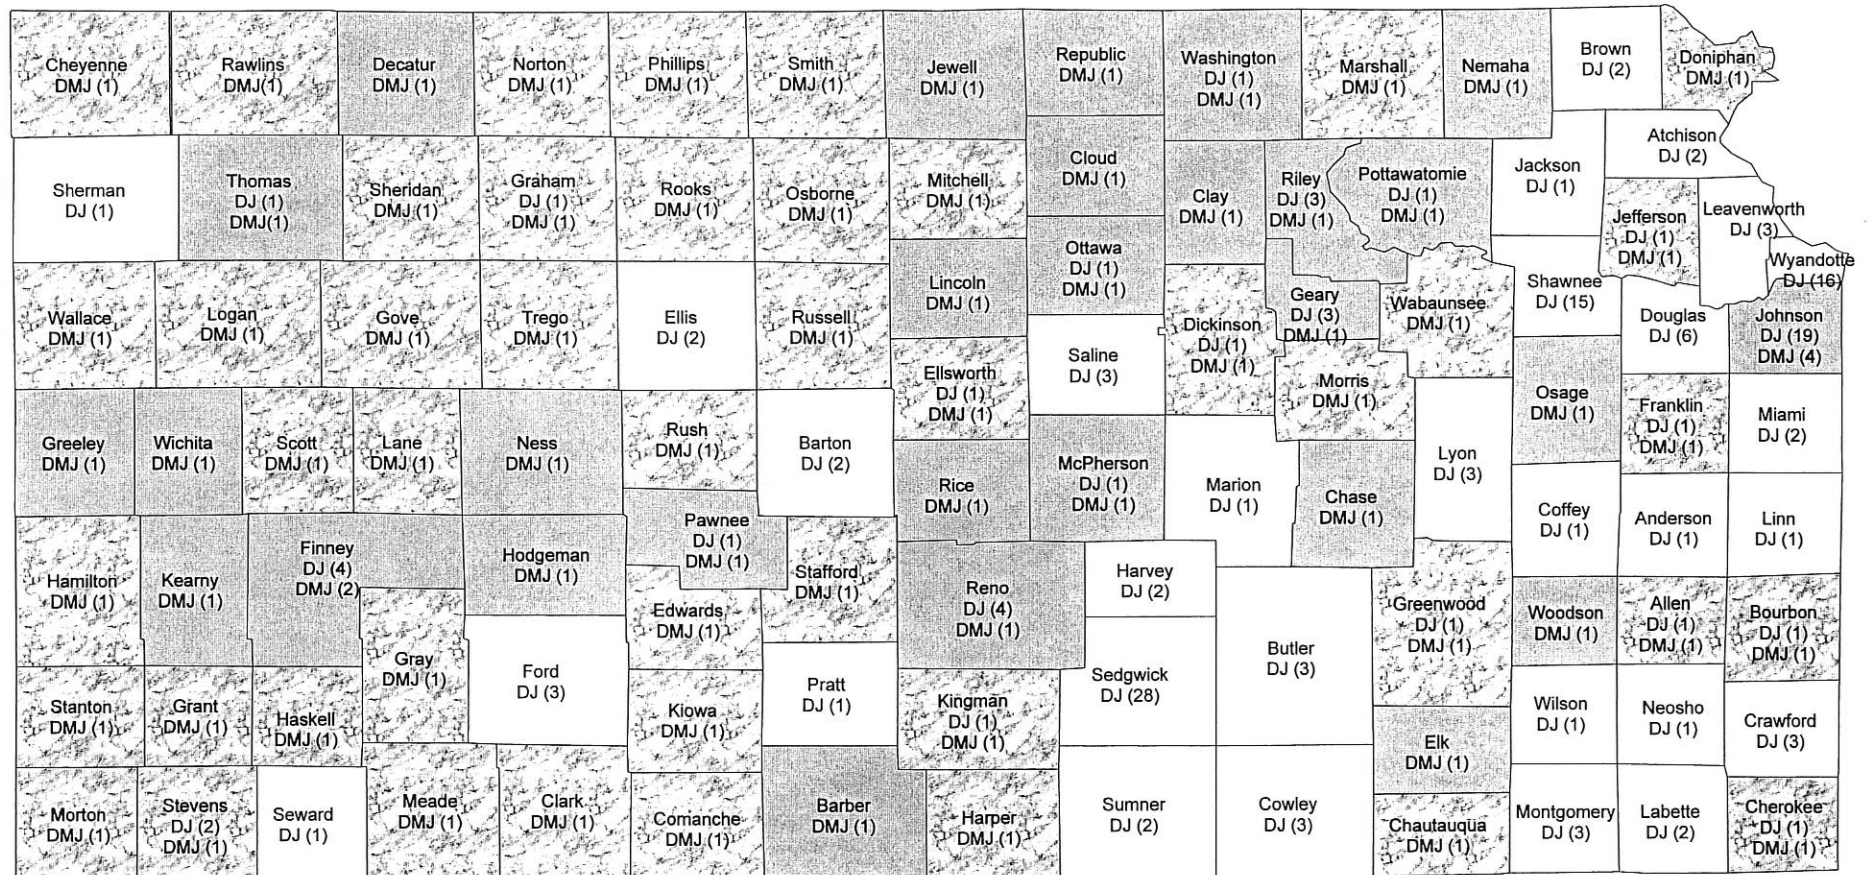 Cheyenne
DMJ (1)
Rawlins
DMJ(1)
Decatur
DMJ (1)
Norton
DMJ (1)
Phillips
DMJ (1)
Smith
DMJ (1)
Jewell
DMJ (1)
Republic
DMJ (1)
Washington
DJ (1)
DMJ (1)
Marshall
DMJ (1)
Nemaha
DMJ (1)
Brown
DJ (2)
Doniphan
DMJ (1)
Sherman
DJ (1)
Thomas
DJ (1)
DMJ(1)
Sheridan
DMJ (1)
Graham
DJ (1)
DMJ (1)
Rooks
DMJ (1)
Osborne
DMJ (1)
Mitchell
DMJ (1)
Cloud
DMJ (1)
Clay
DMJ (1)
Riley
DJ (3)
DMJ (1)
Pottawatomie
DJ (1)
DMJ (1)
Jackson
DJ (1)
Atchison
DJ (2)
Jefferson
DJ (1)
DMJ (1)
Leavenworth
DJ (3)
Wyandotte
DJ (16)
Wallace
DMJ (1)
Logan
DMJ (1)
Gove
DMJ (1)
Trego
DMJ (1)
Ellis
DJ (2)
Russell
DMJ (1)
Lincoln
DMJ (1)
Ottawa
DJ (1)
DMJ (1)
Saline
DJ (3)
Dickinson
DJ (1)
DMJ (1)
Geary
DJ (3)
DMJ (1)
Wabaunsee
DMJ (1)
Shawnee
DJ (15)
Douglas
DJ (6)
Johnson
DJ (19)
DMJ (4)
Ellsworth
DJ (1)
DMJ (1)
Morris
DMJ (1)
Osage
DMJ (1)
Franklin
DJ (1)
DMJ (1)
Miami
DJ (2)
Greeley
DMJ (1)
Wichita
DMJ (1)
Scott
DMJ (1)
Lane
DMJ (1)
Ness
DMJ (1)
Rush
DMJ (1)
Barton
DJ (2)
Rice
DMJ (1)
McPherson
DJ (1)
DMJ (1)
Marion
DJ (1)
Chase
DMJ (1)
Lyon
DJ (3)
Coffey
DJ (1)
Anderson
DJ (1)
Linn
DJ (1)
Hamilton
DMJ (1)
Kearny
DMJ (1)
Finney
DJ (4)
DMJ (2)
Hodgeman
DMJ (1)
Pawnee
DJ (1)
DMJ (1)
Stafford
DMJ (1)
Edwards
DMJ (1)
Reno
DJ (4)
DMJ (1)
Harvey
DJ (2)
Greenwood
DJ (1)
DMJ (1)
Woodson
DMJ (1)
Allen
DJ (1)
DMJ (1)
Bourbon
DJ (1)
DMJ (1)
Gray
DMJ (1)
Ford
DJ (3)
Pratt
DJ (1)
Sedgwick
DJ (28)
Butler
DJ (3)
Stanton
DMJ (1)
Grant
DMJ (1)
Haskell
DMJ (1)
Kiowa
DMJ (1)
Kingman
DJ (1)
DMJ (1)
Elk
DMJ (1)
Wilson
DJ (1)
Neosho
DJ (1)
Crawford
DJ (3)
Morton
DMJ (1)
Stevens
DJ (2)
DMJ (1)
Seward
DJ (1)
Meade
DMJ (1)
Clark
DMJ (1)
Comanche
DMJ (1)
Barber
DMJ (1)
Harper
DMJ (1)
Sumner
DJ (2)
Cowley
DJ (3)
Chautauqua
DMJ (1)
Montgomery
DJ (3)
Labette
DJ (2)
Cherokee
DJ (1)
DMJ (1)